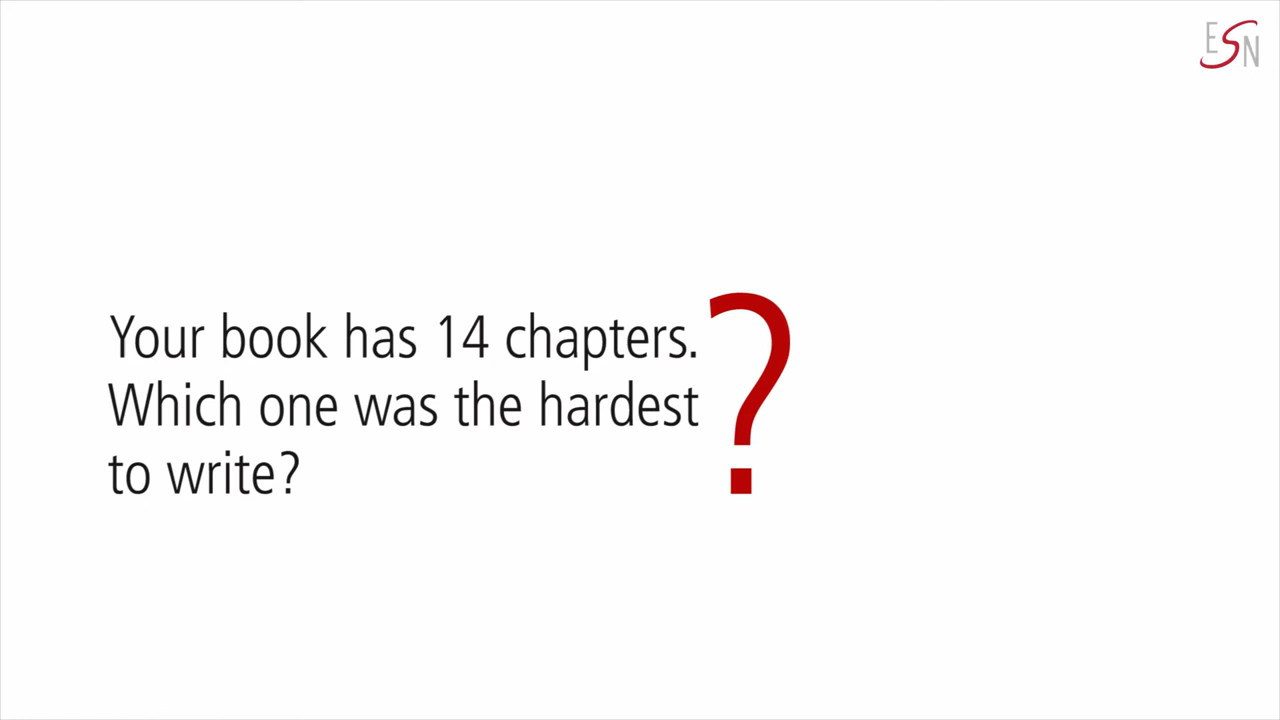 ESN
Your book has 14 chapters.
Which one was the hardest
to write?
?